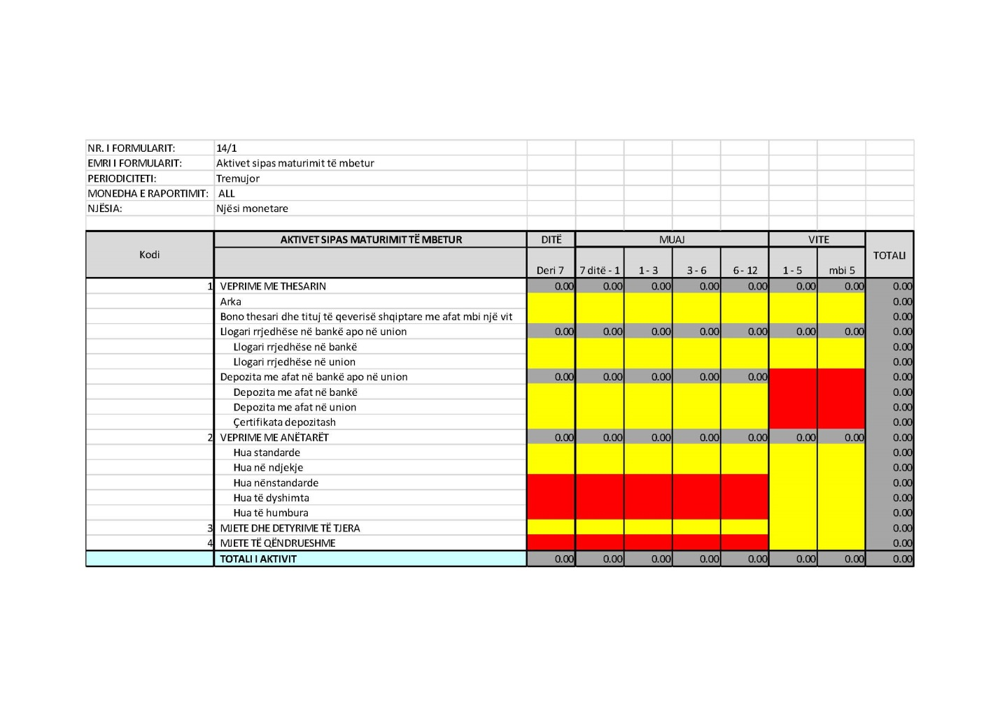 NR. I FORMULARIT: 14/1
EMRI I FORMULARIT: Aktivet sipas maturimit të mbetur
PERIODICITETI: Tremujor
MONEDHA E RAPORTIMIT: ALL
NJËSIA: Njësi monetare
Kodi AKTIVET SIPAS MATURIMIT TË MBETUR DITË MUAJ VITE TOTALI
Deri 7 7 ditë - 1 1 - 3 3 - 6 6 - 12 1 - 5 mbi 5
1 VEPRIME ME THESARIN 0.00 0.00 0.00 0.00 0.00 0.00 0.00 0.00
Arka 0.00
Bono thesari dhe tituj të qeverisë shqiptare me afat mbi një vit 0.00
Llogari rrjedhëse në bankë apo në union 0.00 0.00 0.00 0.00 0.00 0.00 0.00 0.00
Llogari rrjedhëse në bankë 0.00
Llogari rrjedhëse në union 0.00
Depozita me afat në bankë apo në union 0.00 0.00 0.00 0.00 0.00 0.00
Depozita me afat në bankë 0.00
Depozita me afat në union 0.00
Çertifikata depozitash 0.00
2 VEPRIME ME ANËTARËT 0.00 0.00 0.00 0.00 0.00 0.00 0.00 0.00
Hua standarde 0.00
Hua në ndjekje 0.00
Hua nënstandarde 0.00
Hua të dyshimta 0.00
Hua të humbura 0.00
3 MJETE DHE DETYRIME TË TJERA 0.00
4 MJETE TË QËNDRUESHME 0.00
TOTALI I AKTIVIT 0.00 0.00 0.00 0.00 0.00 0.00 0.00 0.00